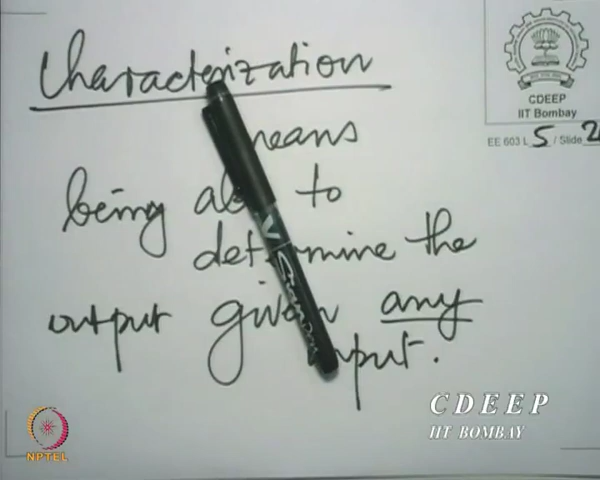 Characterization
means
being able to
determine the
output given any
input.
CDEEP
IIT Bombay
EE 603 L 5 / Slide 2
CDEEP
IIT BOMBAY
NPTEL